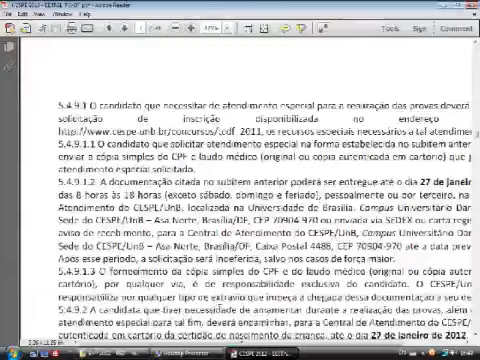 Edit View Window Help
Tools Sign Comment
5.4.9.1 O candidato que necessitar de atendimento especial para a realização das provas deverá
solicitação de inscrição disponibilizada no endereço
http://www.cespe.unb.br/concursos/tcdf_2011, os recursos especiais necessários a tal atendimen
5.4.9.1.1 O candidato que solicitar atendimento especial na forma estabelecida no subitem anter
enviar a cópia simples do CPF e laudo médico (original ou cópia autenticada em cartório) que j
atendimento especial solicitado.
5.4.9.1.2. A documentação citada no subitem anterior poderá ser entregue até o dia 27 de janeir
das 8 horas às 18 horas (exceto sábado, domingo e feriado), pessoalmente ou por terceiro, na
Atendimento do CESPE/UnB, localizada na Universidade de Brasília, Campus Universitário Dar
Sede do CESPE/UnB – Asa Norte, Brasília/DF, CEP 70904-970 ou enviada via SEDEX ou carta regis
aviso de recebimento, para a Central de Atendimento do CESPE/UnB, Campus Universitário Dar
Sede do CESPE/UnB – Asa Norte, Brasília/DF, Caixa Postal 4488, CEP 70904-970 até a data prev
Após esse período, a solicitação será indeferida, salvo nos casos de força maior.
5.4.9.1.3 O fornecimento da cópia simples do CPF e do laudo médico (original ou cópia auten
cartório), por qualquer via, é de responsabilidade exclusiva do candidato. O CESPE/Un
responsabiliza por qualquer tipo de extravio que impeça a chegada dessa documentação a seu de
5.4.9.2 A candidata que tiver necessidade de amamentar durante a realização das provas, além
atendimento especial para tal fim, deverá encaminhar, para a Central de Atendimento do CESPE/
autenticada em cartório da certidão de nascimento da criança, até o dia 27 de janeiro de 2012,